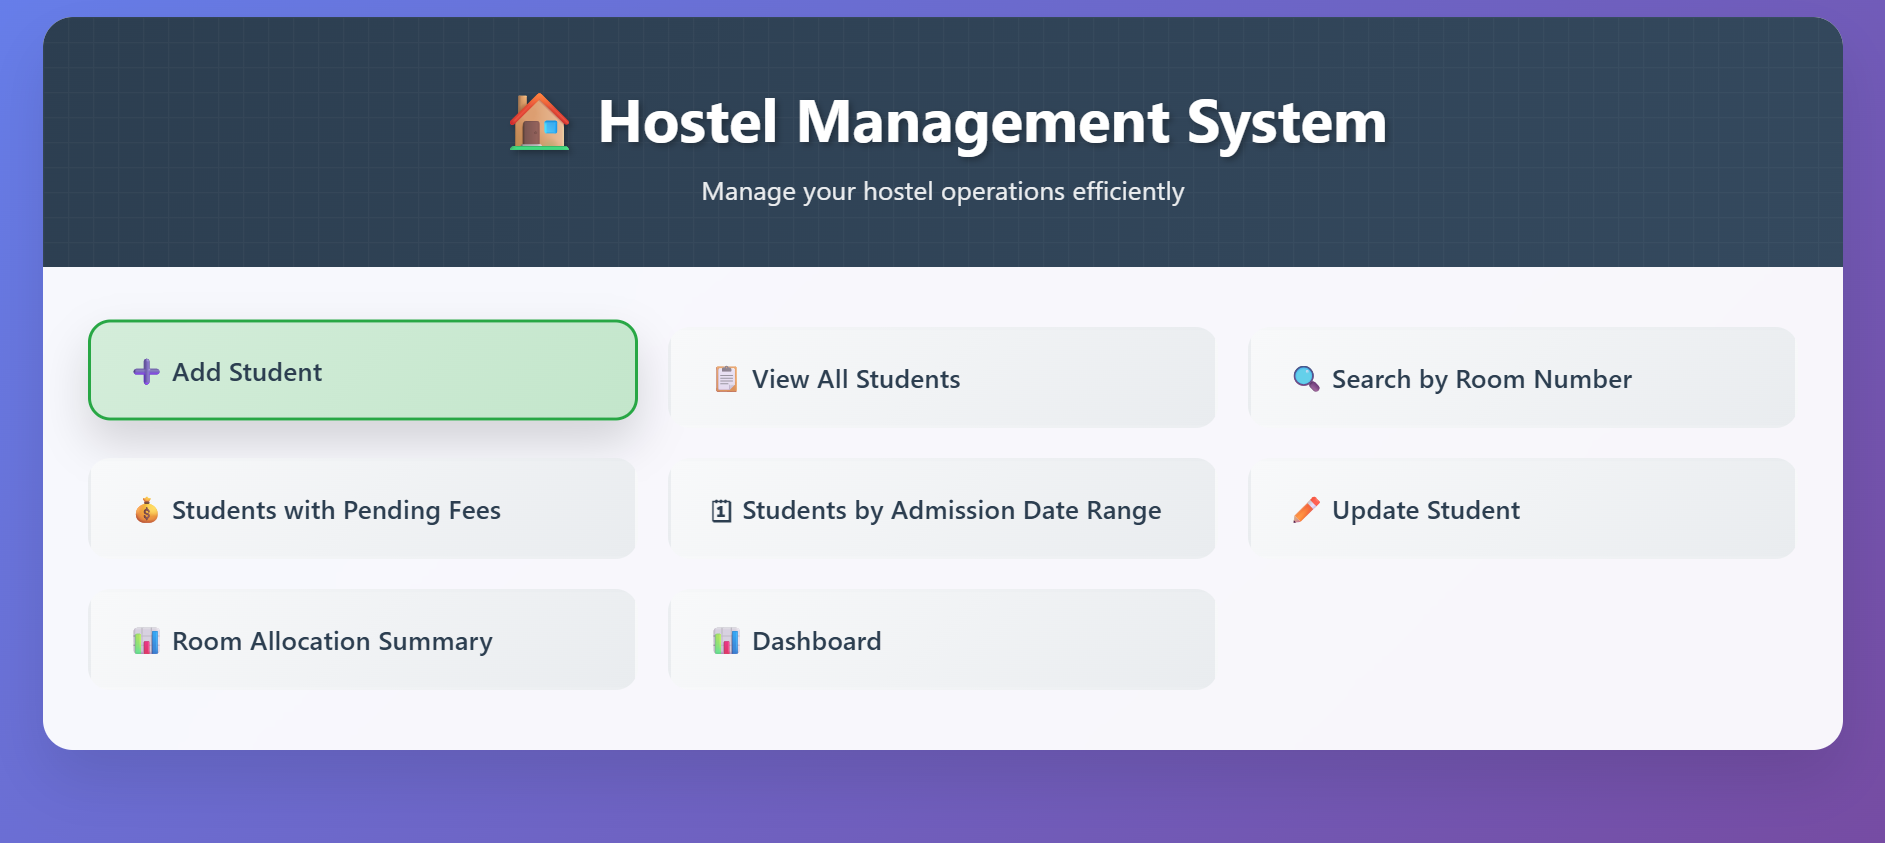 Hostel Management System
Manage your hostel operations efficiently
Add Student
View All Students
Search by Room Number
Students with Pending Fees
Students by Admission Date Range
Update Student
Room Allocation Summary
Dashboard